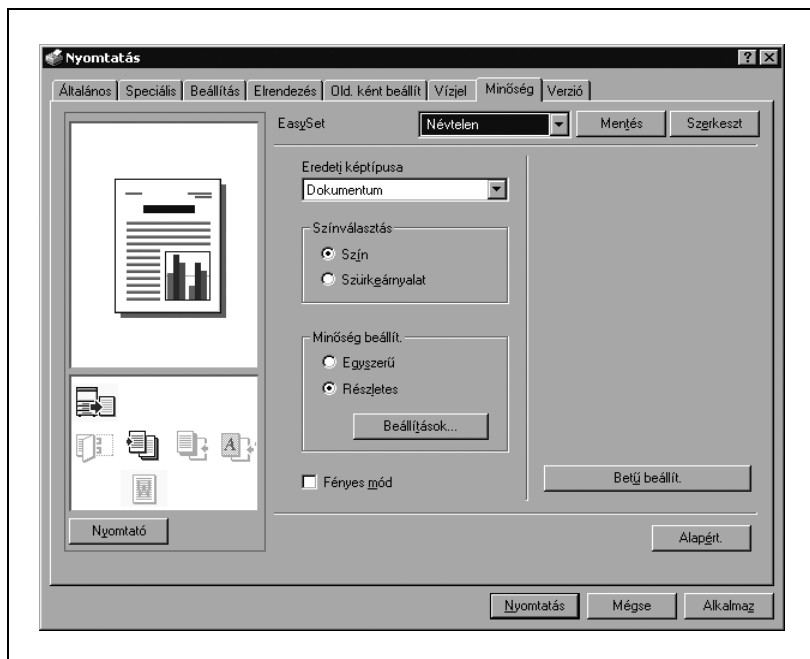 Nyomtatás
Általános Speciális Beállítás Elrendezés Old. ként beállít Vízjel Minőség Verzió
EasySet Névtelen Mentés Szerkeszt
Eredeti képtípusa
Dokumentum
Színválasztás
Szín
Szürkeárnyalat
Minőség beállít.
Egyszerű
Részletes
Beállítások...
Fényes mód
Betű beállít.
Nyomtató
Alapért.
Nyomtatás Mégse Alkalmaz